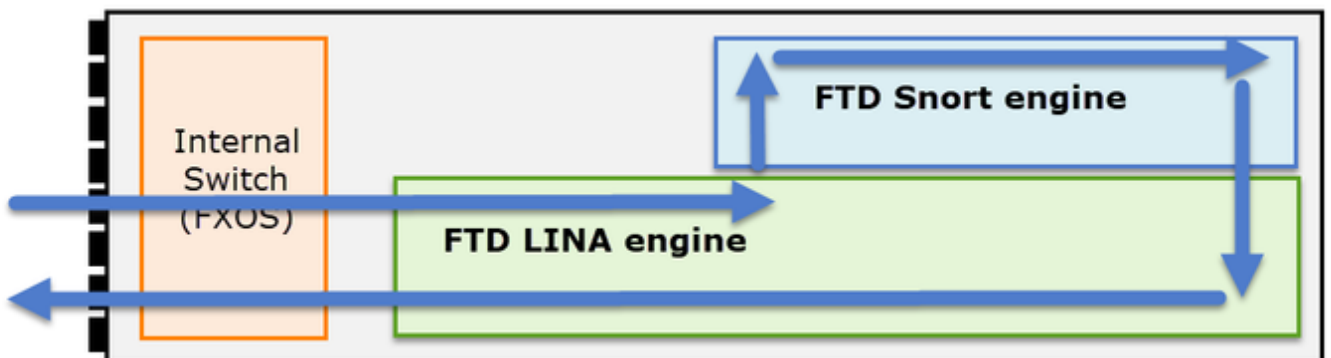 FTD Snort engine
Internal
Switch
(FXOS)
FTD LINA engine